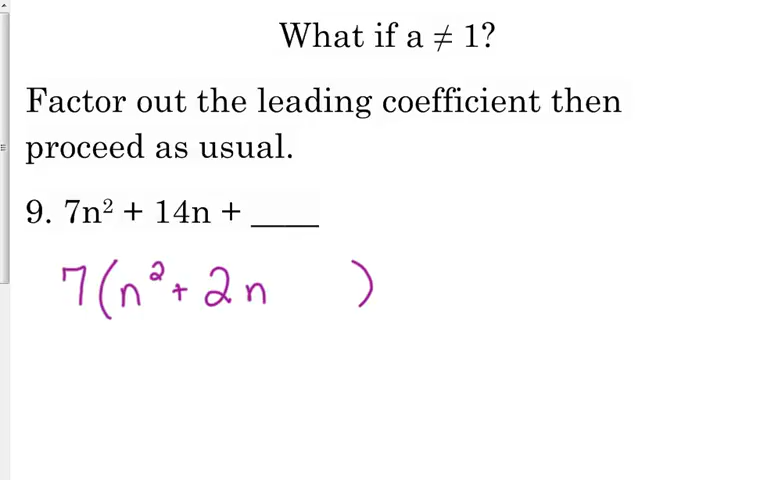 What if a ≠ 1?
Factor out the leading coefficient then
proceed as usual.
9. 7n² + 14n + ____
7(n² + 2n )